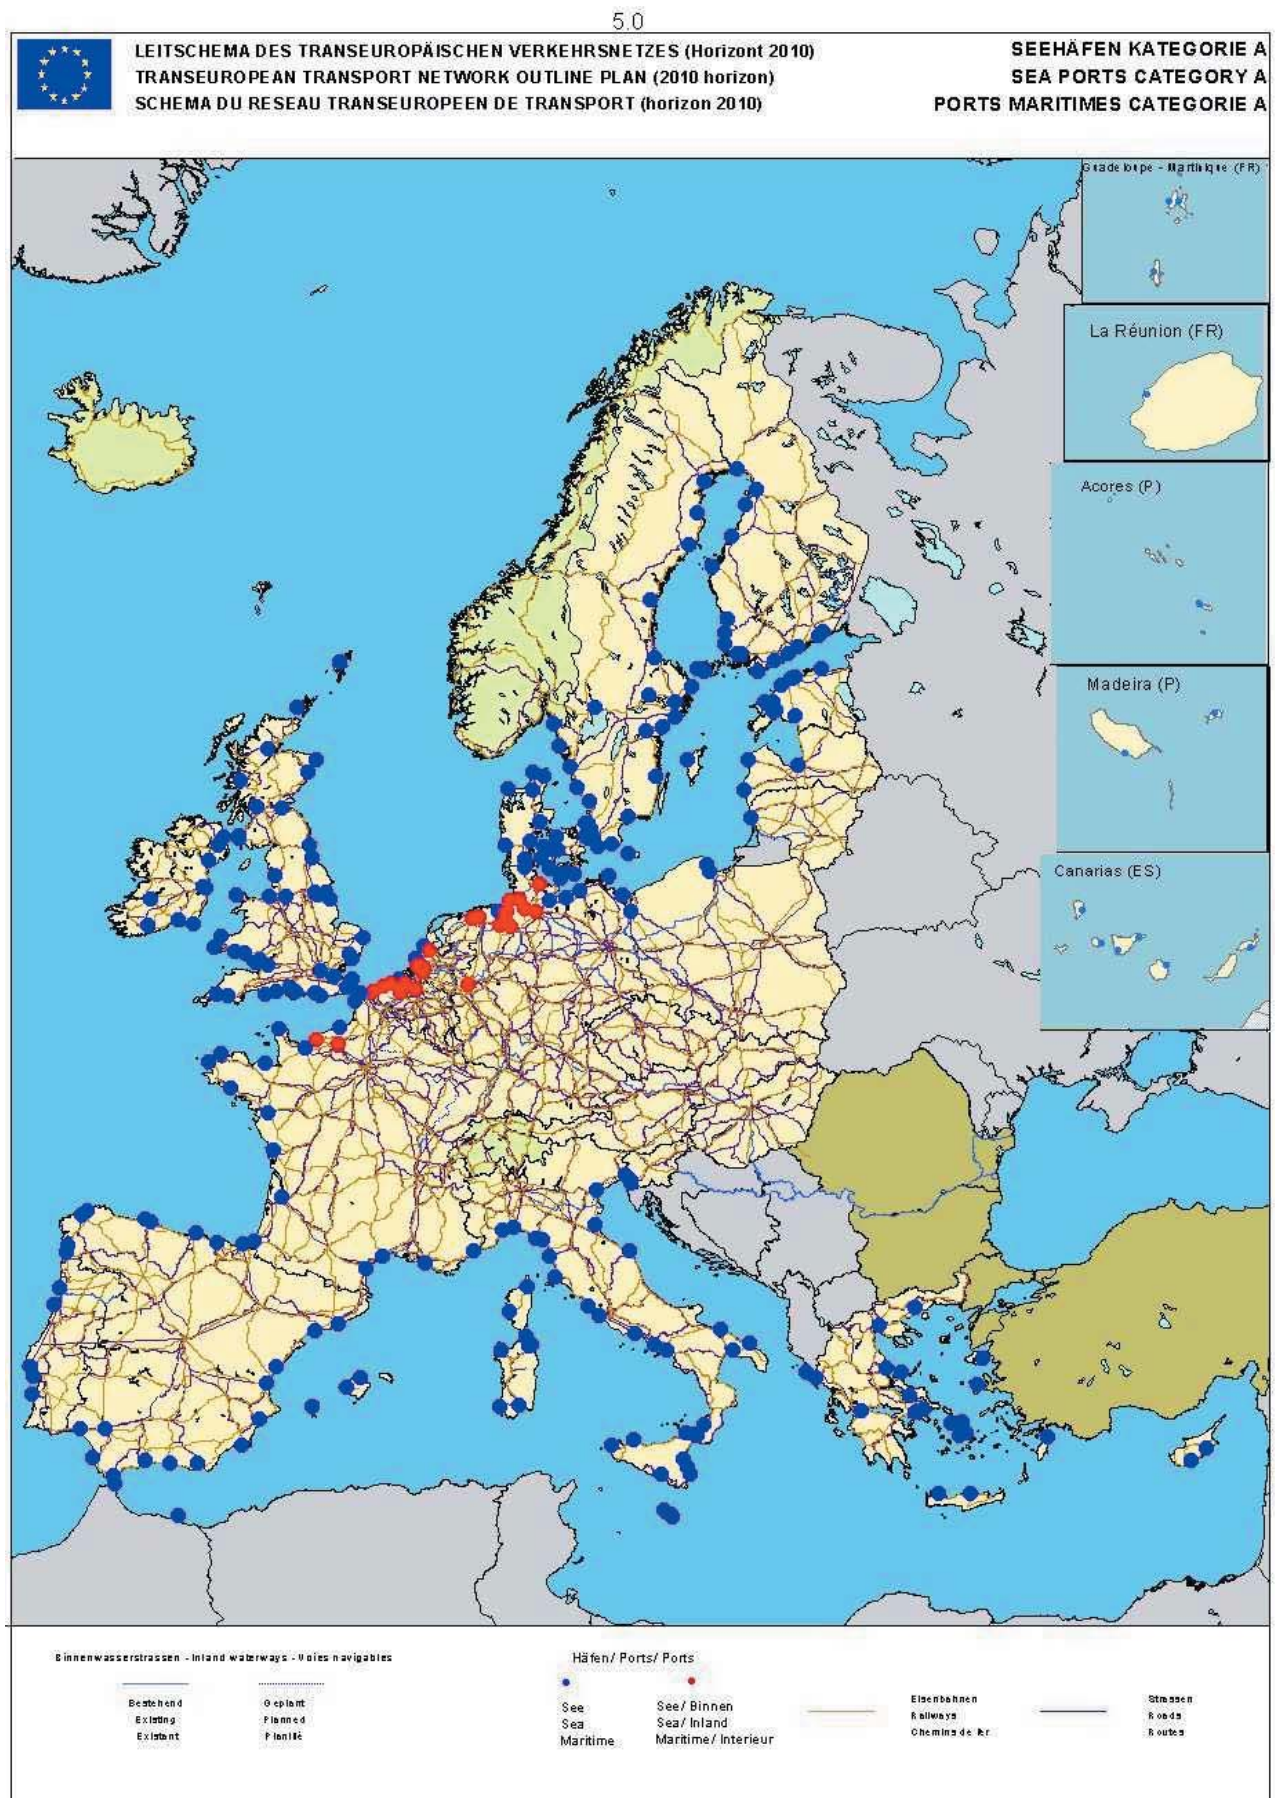 5.0
LEITSCHEMA DES TRANSEUROPÄISCHEN VERKEHRSNETZES (Horizont 2010)
TRANSEUROPEAN TRANSPORT NETWORK OUTLINE PLAN (2010 horizon)
SCHEMA DU RESEAU TRANSEUROPEEN DE TRANSPORT (horizon 2010)
SEEHÄFEN KATEGORIE A
SEA PORTS CATEGORY A
PORTS MARITIMES CATEGORIE A
Guadeloupe - Martinique (FR)
La Réunion (FR)
Acores (P)
Madeira (P)
Canarias (ES)
Binnenwasserstrassen - Inland waterways - Voies navigables
Bestehend
Existing
Existant
Geplant
Planned
Planifié
Häfen/ Ports/ Ports
See
Sea
Maritime
See/ Binnen
Sea/ Inland
Maritime/ Interieur
Eisenbahnen
Railways
Chemins de fer
Strassen
Roads
Routes